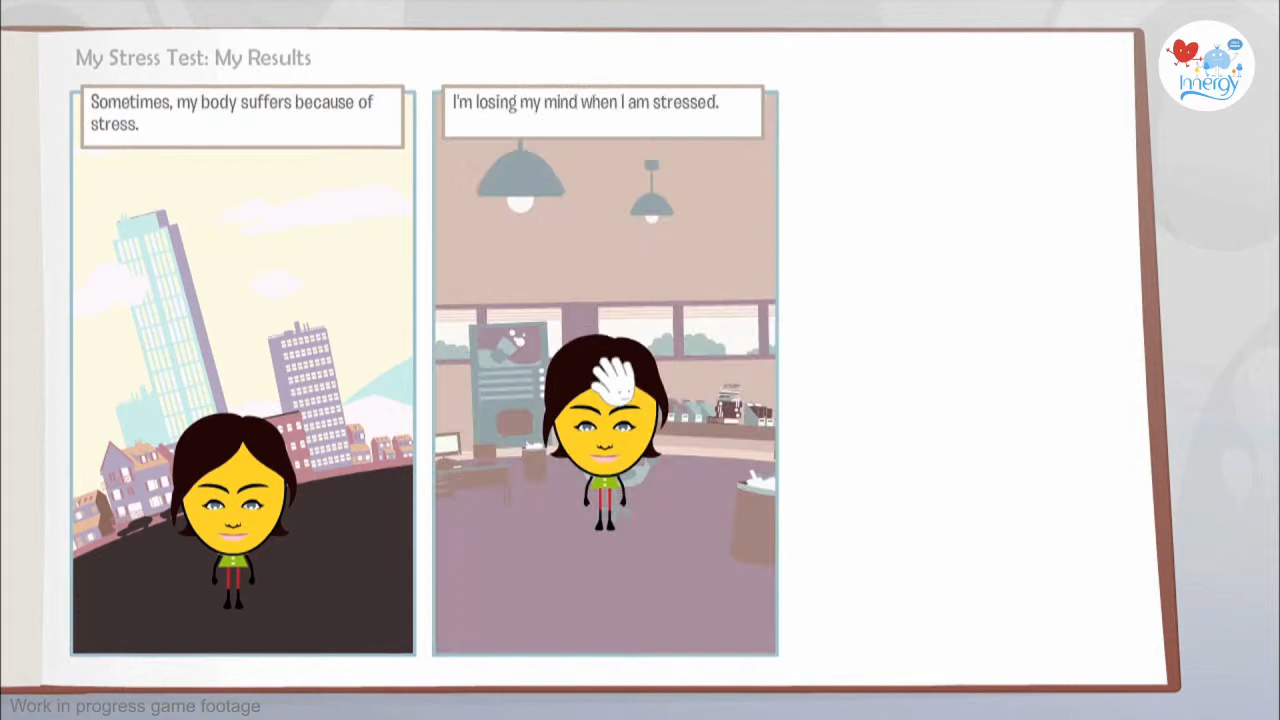 My Stress Test: My Results
Sometimes, my body suffers because of
stress.
I'm losing my mind when I am stressed.
Innergy
Work in progress game footage